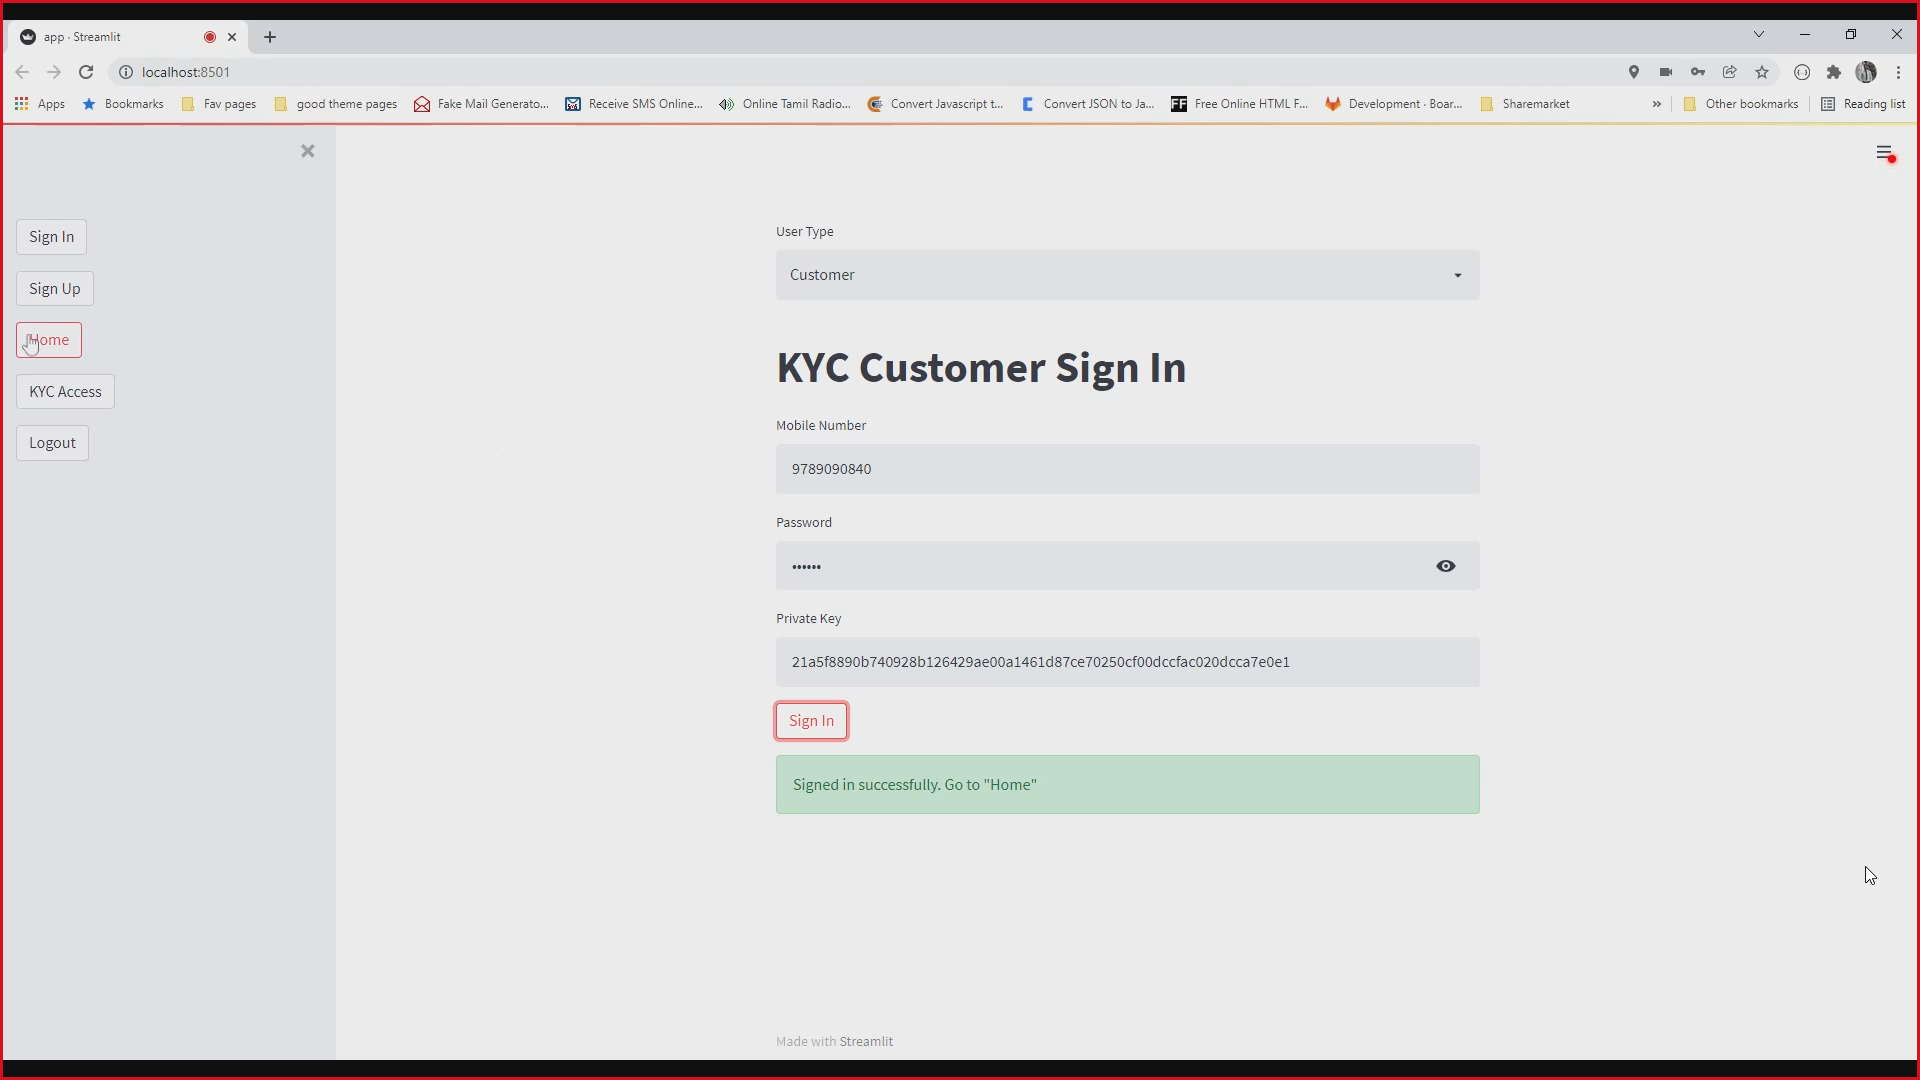 app · Streamlit
localhost:8501
Apps
Bookmarks
Fav pages
good theme pages
Fake Mail Generato...
Receive SMS Online...
Online Tamil Radio...
Convert Javascript t...
Convert JSON to Ja...
FF
Free Online HTML F...
Development · Boar...
Sharemarket
»
Other bookmarks
Reading list
Sign In
Sign Up
Home
KYC Access
Logout
User Type
Customer
KYC Customer Sign In
Mobile Number
9789090840
Password
••••••
Private Key
21a5f8890b740928b126429ae00a1461d87ce70250cf00dccfac020dcca7e0e1
Sign In
Signed in successfully. Go to "Home"
Made with Streamlit